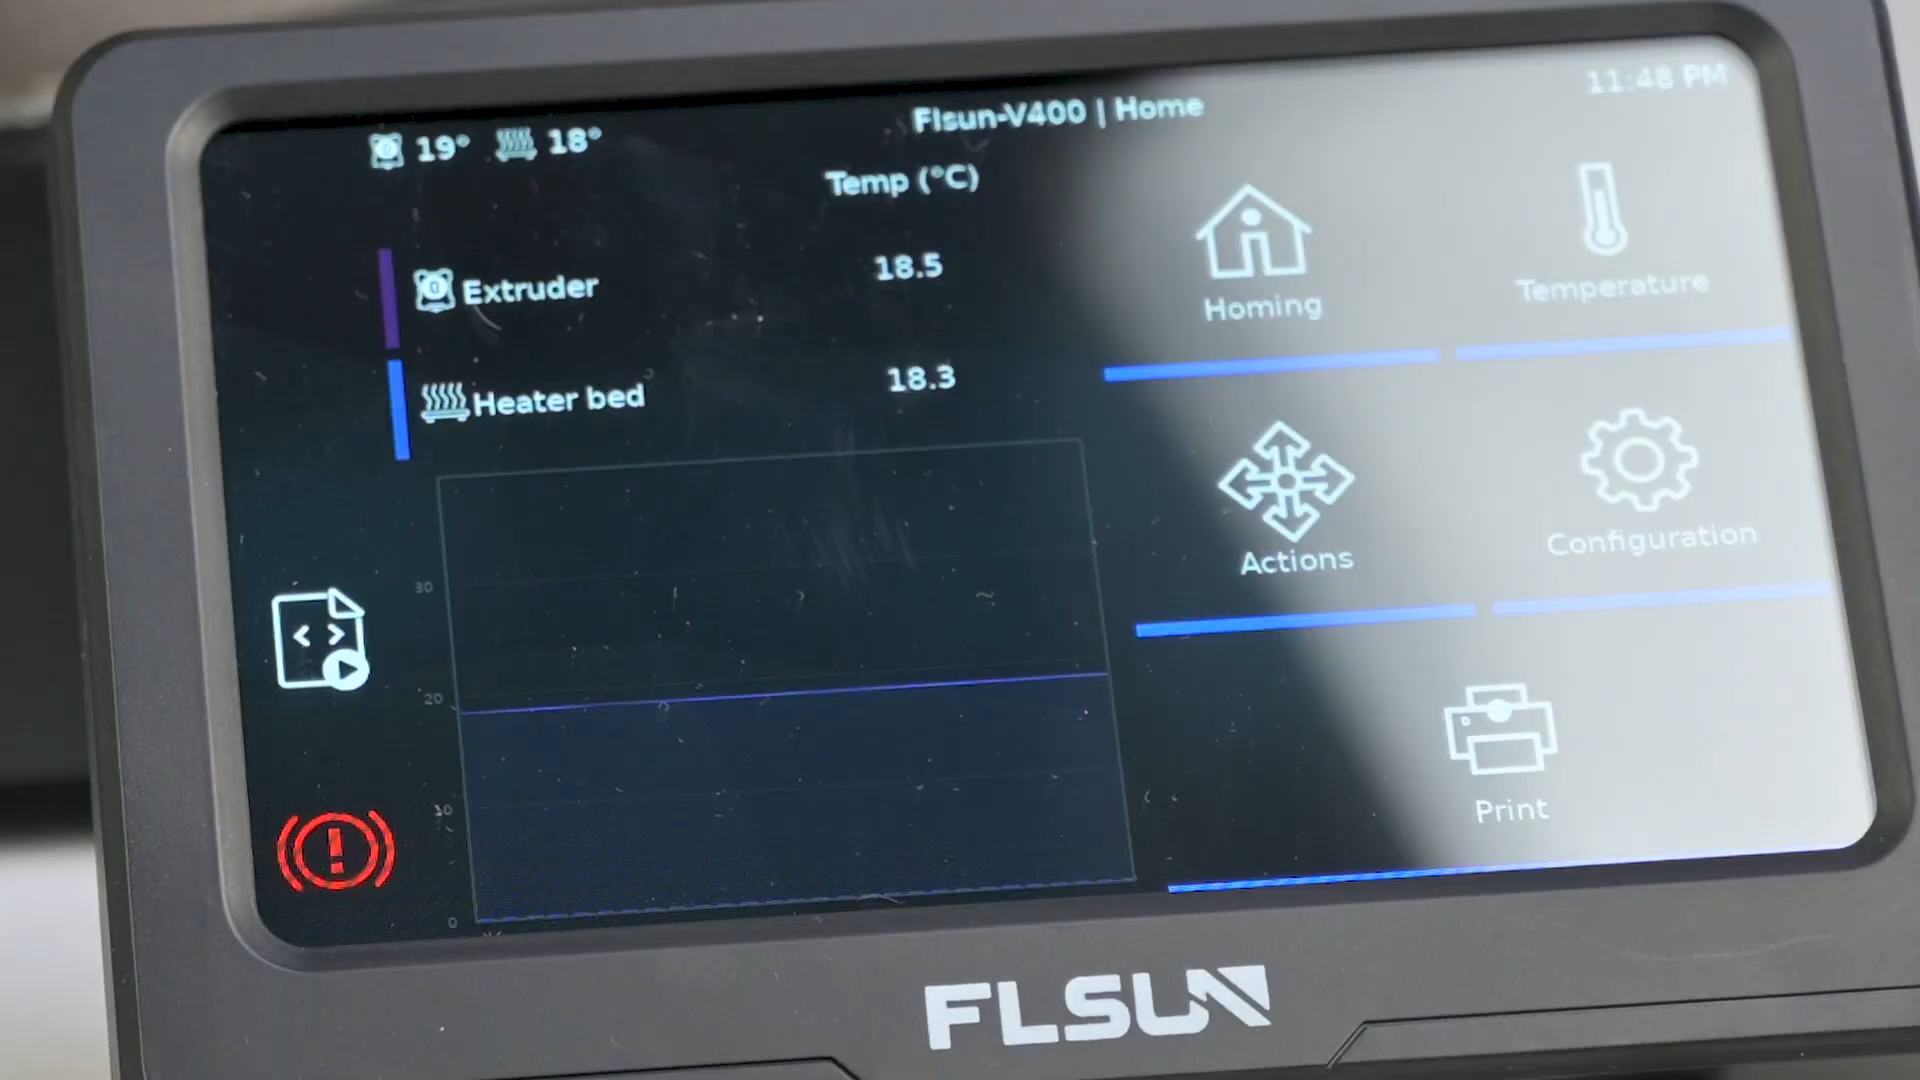 19° 18°
Flsun-V400 | Home
11:48 PM
Temp (°C)
Extruder 18.5
Heater bed 18.3
30
20
10
0
Homing
Temperature
Actions
Configuration
Print
FLSUN